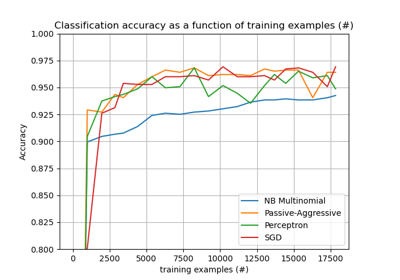 Classification accuracy as a function of training examples (#)
1.000
0.975
0.950
0.925
0.900
0.875
0.850
0.825
0.800
Accuracy
NB Multinomial
Passive-Aggressive
Perceptron
SGD
0 2500 5000 7500 10000 12500 15000 17500
training examples (#)